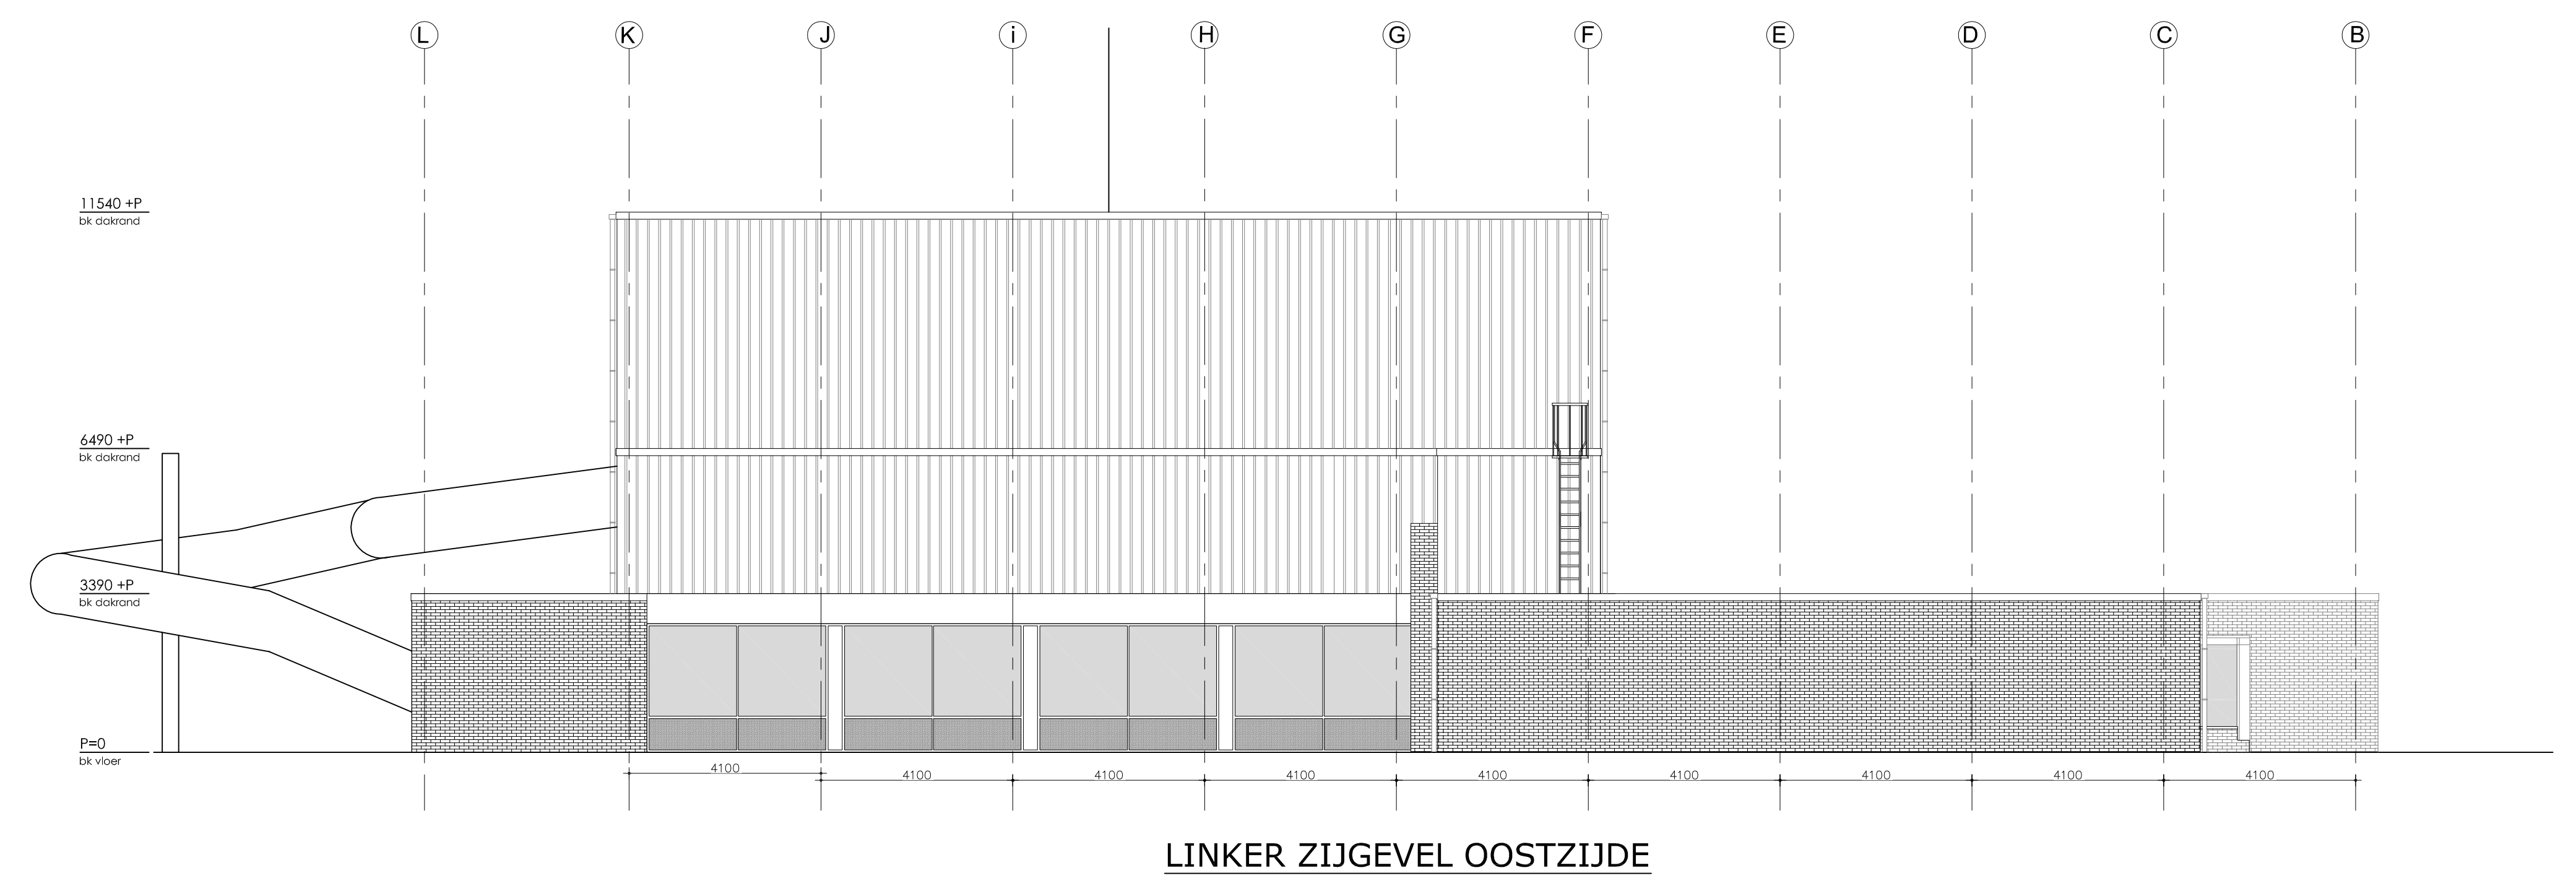 L K J i H G F E D C B
11540 +P
bk dakrand
6490 +P
bk dakrand
3390 +P
bk dakrand
P=0
bk vloer
4100 4100 4100 4100 4100 4100 4100 4100 4100
LINKER ZIJGEVEL OOSTZIJDE